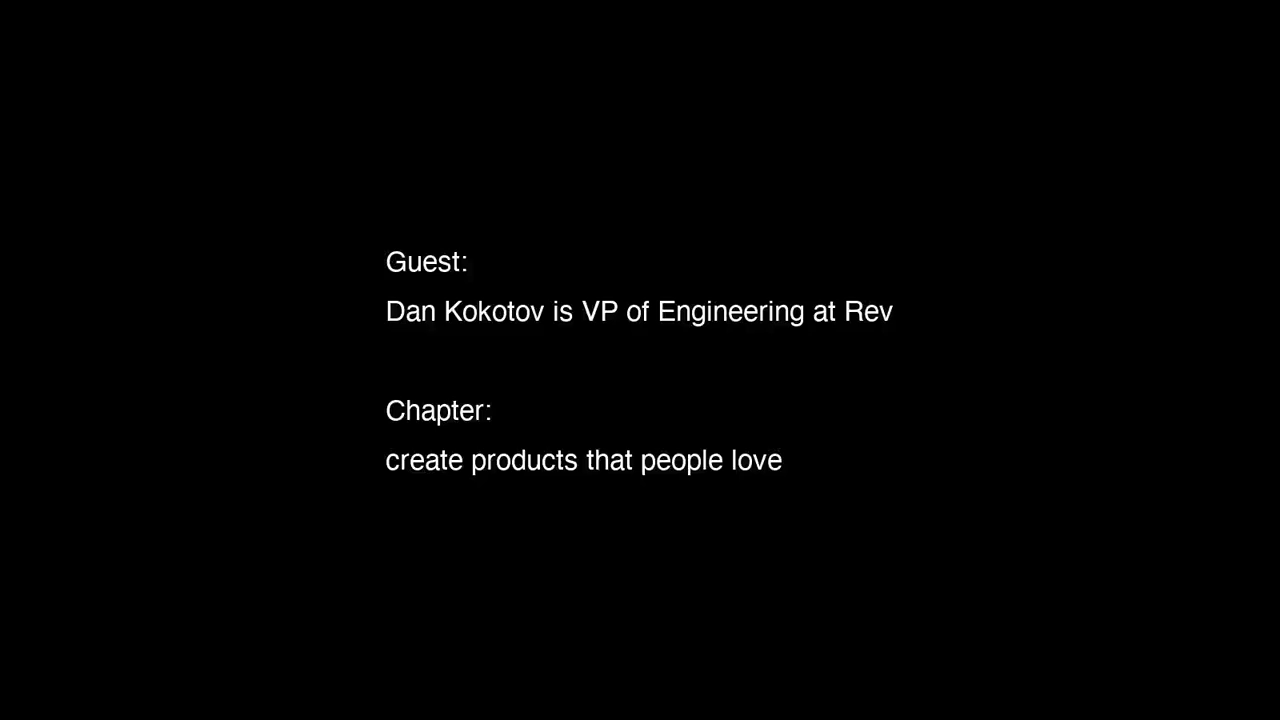 Guest:
Dan Kokotov is VP of Engineering at Rev
Chapter:
create products that people love